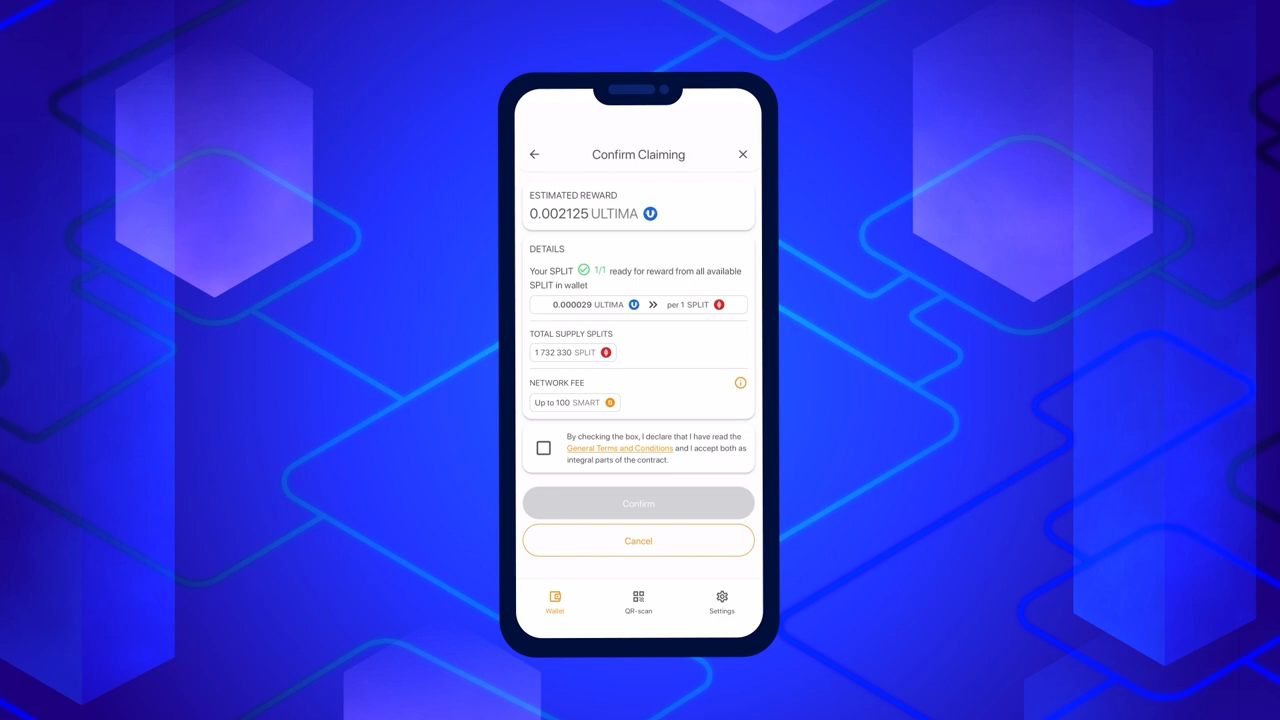 Confirm Claiming
ESTIMATED REWARD
0.002125 ULTIMA
DETAILS
Your SPLIT 1/1 ready for reward from all available
SPLIT in wallet
0.000029 ULTIMA per 1 SPLIT
TOTAL SUPPLY SPLITS
1 732 330 SPLIT
NETWORK FEE
Up to 100 SMART
By checking the box, I declare that I have read the
General Terms and Conditions and I accept both as
integral parts of the contract.
Confirm
Cancel
Wallet QR-scan Settings